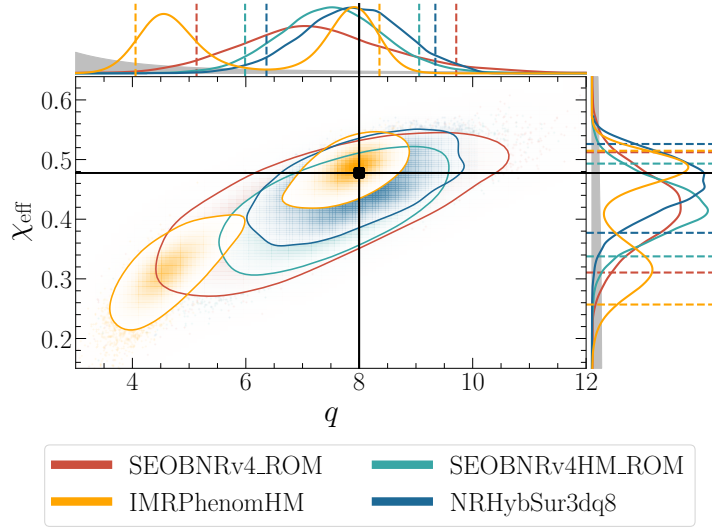 0.6
0.5
0.4
0.3
0.2
χeff
4
6
8
10
12
q
SEOBNRv4_ROM
SEOBNRv4HM_ROM
IMRPhenomHM
NRHybSur3dq8